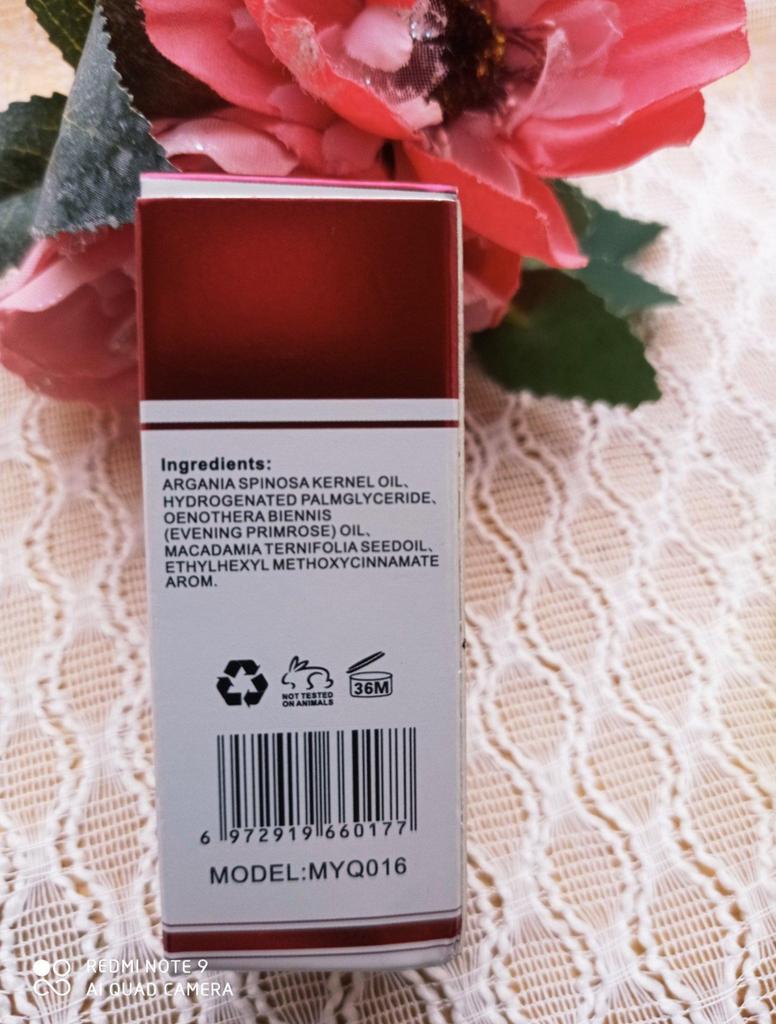 Ingredients:
ARGANIA SPINOSA KERNEL OIL、
HYDROGENATED PALMGLYCERIDE、
OENOTHERA BIENNIS
(EVENING PRIMROSE) OIL、
MACADAMIA TERNIFOLIA SEEDOIL、
ETHYLHEXYL METHOXYCINNAMATE
AROM.
NOT TESTED
ON ANIMALS
36M
6 972919 660177
MODEL:MYQ016
REDMI NOTE 9
AI QUAD CAMERA